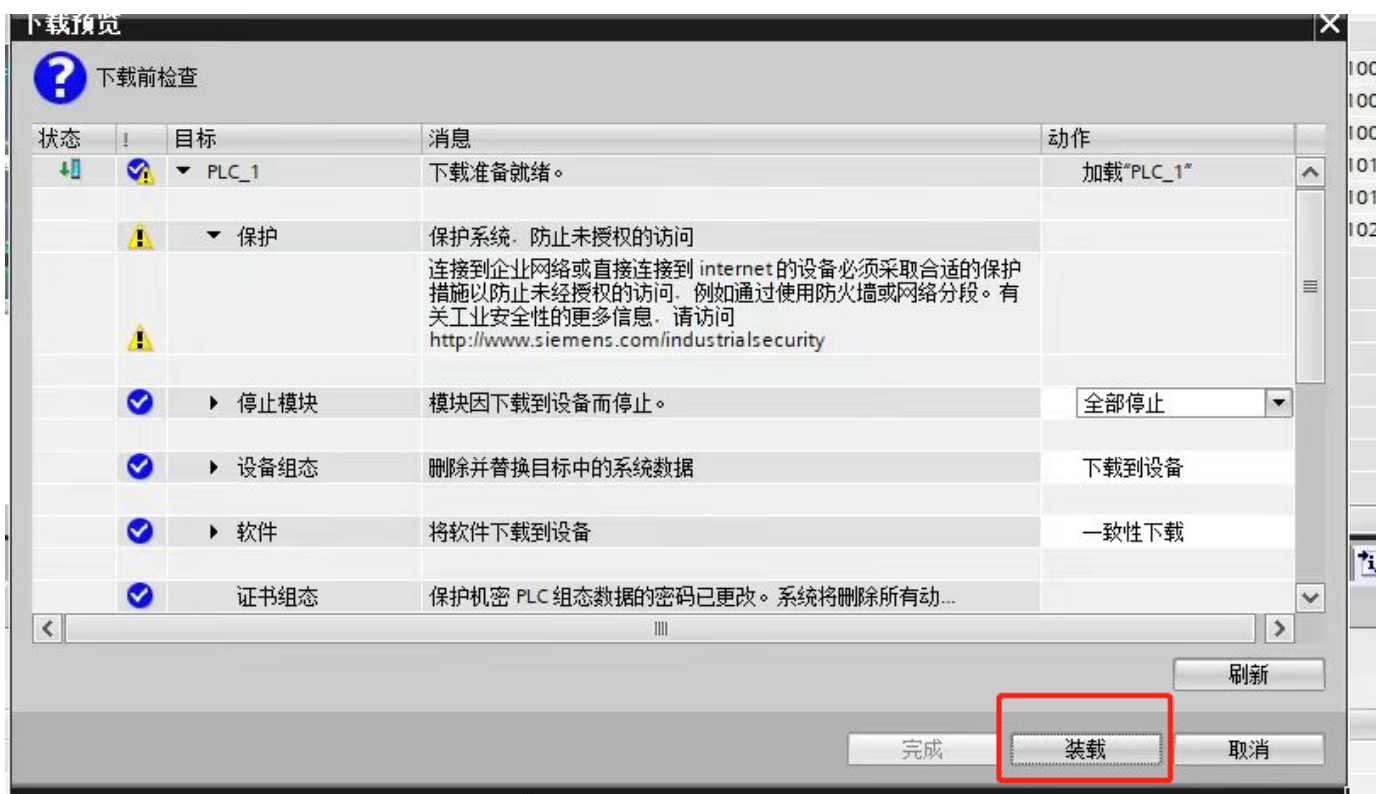 下载预览
下载前检查
状态 ! 目标 消息 动作
PLC_1 下载准备就绪。 加载“PLC_1”
保护 保护系统，防止未授权的访问
连接到企业网络或直接连接到 internet 的设备必须采取合适的保护
措施以防止未经授权的访问，例如通过使用防火墙或网络分段。有
关工业安全性的更多信息，请访问
http://www.siemens.com/industrialsecurity
停止模块 模块因下载到设备而停止。 全部停止
设备组态 删除并替换目标中的系统数据 下载到设备
软件 将软件下载到设备 一致性下载
证书组态 保护机密 PLC 组态数据的密码已更改。系统将删除所有动...
刷新
完成 装载 取消
100
100
100
101
101
102